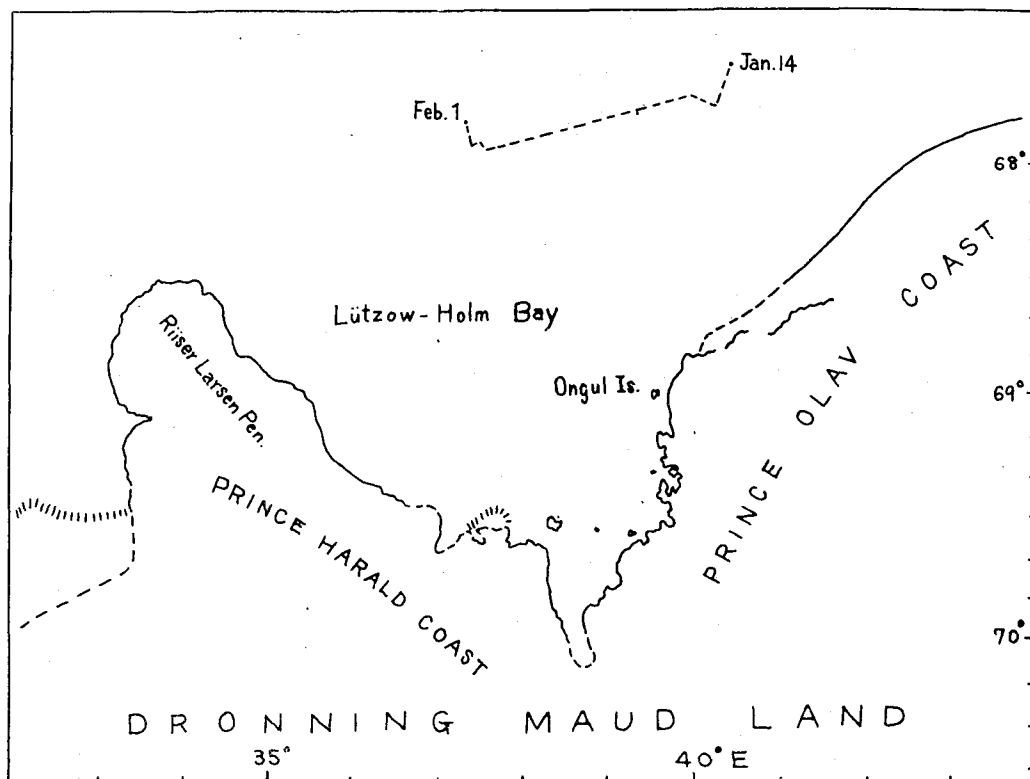 Jan.14
Feb. 1
68°
COAST
Lützow-Holm Bay
Riiser Larsen Pen.
Ongul Is.
69°
PRINCE OLAV
PRINCE HARALD COAST
70°
DRONNING MAUD LAND
35°
40°E